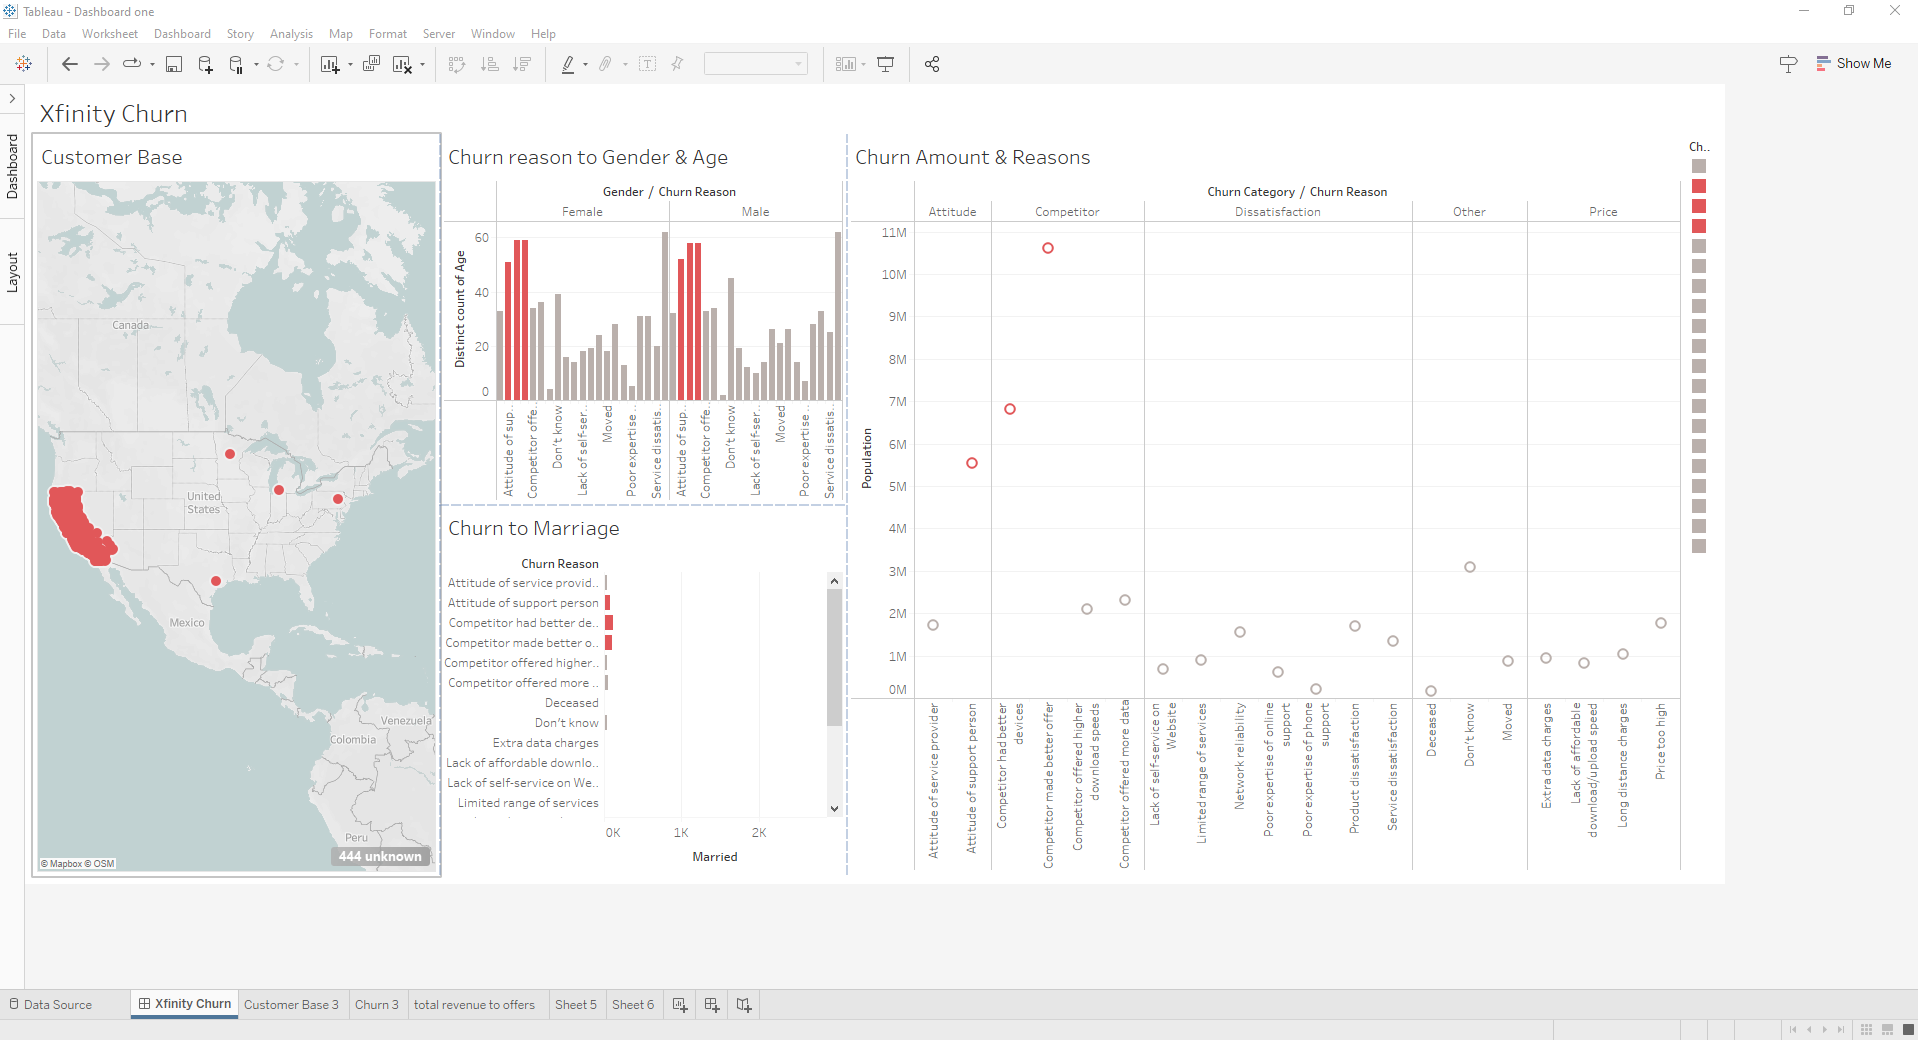 Tableau - Dashboard one
File Data Worksheet Dashboard Story Analysis Map Format Server Window Help
Show Me
Dashboard
Layout
Xfinity Churn
Customer Base
Canada
United
States
Mexico
Venezuela
Colombia
Peru
© Mapbox © OSM
444 unknown
Churn reason to Gender & Age
Gender / Churn Reason
Female Male
Distinct count of Age
60
40
20
0
Attitude of sup..
Competitor offe..
Don't know
Lack of self-ser..
Moved
Poor expertise ..
Service dissatis..
Attitude of sup..
Competitor offe..
Don't know
Lack of self-ser..
Moved
Poor expertise ..
Service dissatis..
Churn to Marriage
Churn Reason
Attitude of service provid..
Attitude of support person
Competitor had better de..
Competitor made better o..
Competitor offered higher..
Competitor offered more ..
Deceased
Don't know
Extra data charges
Lack of affordable downlo..
Lack of self-service on We..
Limited range of services
0K 1K 2K
Married
Churn Amount & Reasons
Churn Category / Churn Reason
Attitude Competitor Dissatisfaction Other Price
Population
11M
10M
9M
8M
7M
6M
5M
4M
3M
2M
1M
0M
Attitude of service provider
Attitude of support person
Competitor had better
devices
Competitor made better offer
Competitor offered higher
download speeds
Competitor offered more data
Lack of self-service on
Website
Limited range of services
Network reliability
Poor expertise of online
support
Poor expertise of phone
support
Product dissatisfaction
Service dissatisfaction
Deceased
Don't know
Moved
Extra data charges
Lack of affordable
download/upload speed
Long distance charges
Price too high
Ch..
Data Source Xfinity Churn Customer Base 3 Churn 3 total revenue to offers Sheet 5 Sheet 6